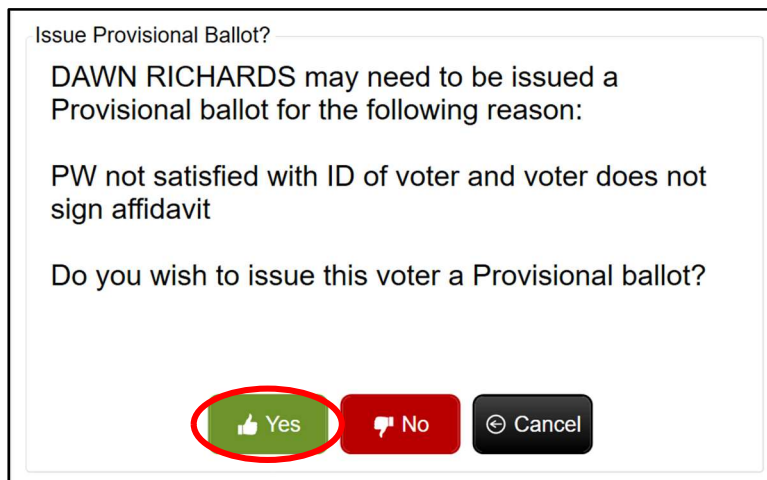 Issue Provisional Ballot?
DAWN RICHARDS may need to be issued a
Provisional ballot for the following reason:
PW not satisfied with ID of voter and voter does not
sign affidavit
Do you wish to issue this voter a Provisional ballot?
Yes No Cancel